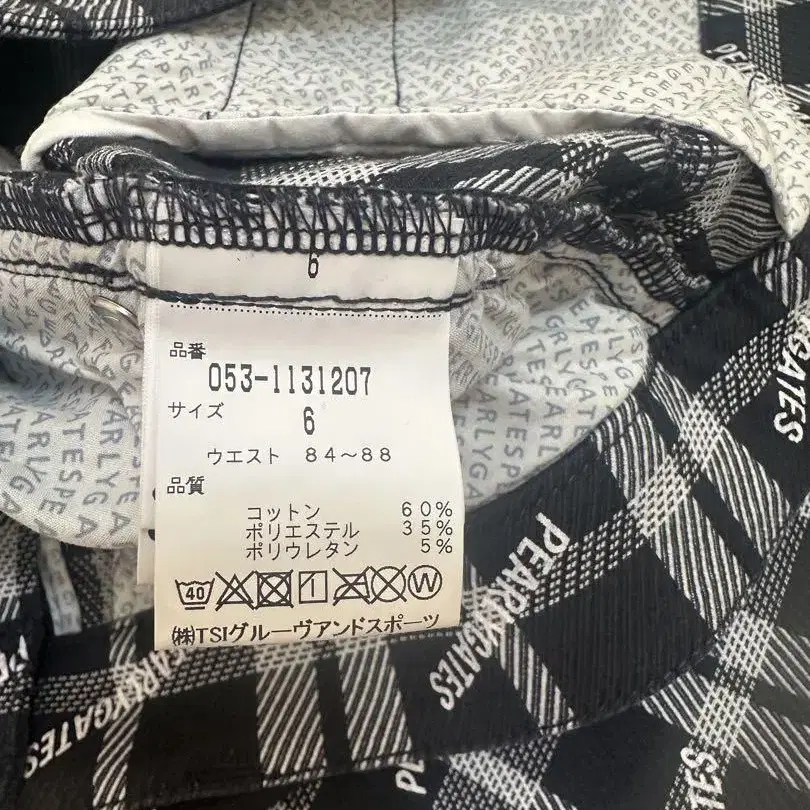 6
品番
053-1131207
サイズ
6
ウエスト 84～88
品質
コットン 60%
ポリエステル 35%
ポリウレタン 5%
40 1 W
㈱TSIグルーヴアンドスポーツ
PEARLYGATES
PEARLYGATES